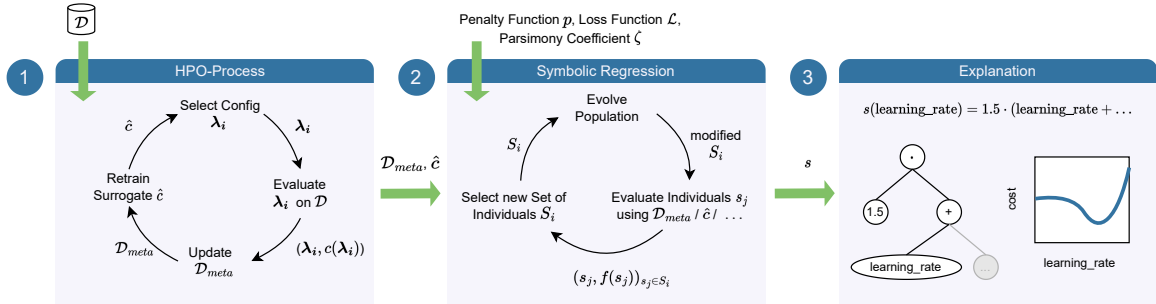 𝒟
Penalty Function p, Loss Function ℒ,
Parsimony Coefficient ζ
1
HPO-Process
Select Config
λᵢ
ĉ
λᵢ
Retrain
Surrogate ĉ
Evaluate
λᵢ on 𝒟
𝒟ₘₑₜₐ
Update
𝒟ₘₑₜₐ
(λᵢ, c(λᵢ))
𝒟ₘₑₜₐ, ĉ
2
Symbolic Regression
Evolve
Population
Sᵢ
modified
Sᵢ
Select new Set of
Individuals Sᵢ
Evaluate Individuals sⱼ
using 𝒟ₘₑₜₐ / ĉ / ...
(sⱼ, f(sⱼ))ₛⱼ∈Sᵢ
s
3
Explanation
s(learning_rate) = 1.5 · (learning_rate + ...
·
1.5
+
learning_rate
...
cost
learning_rate